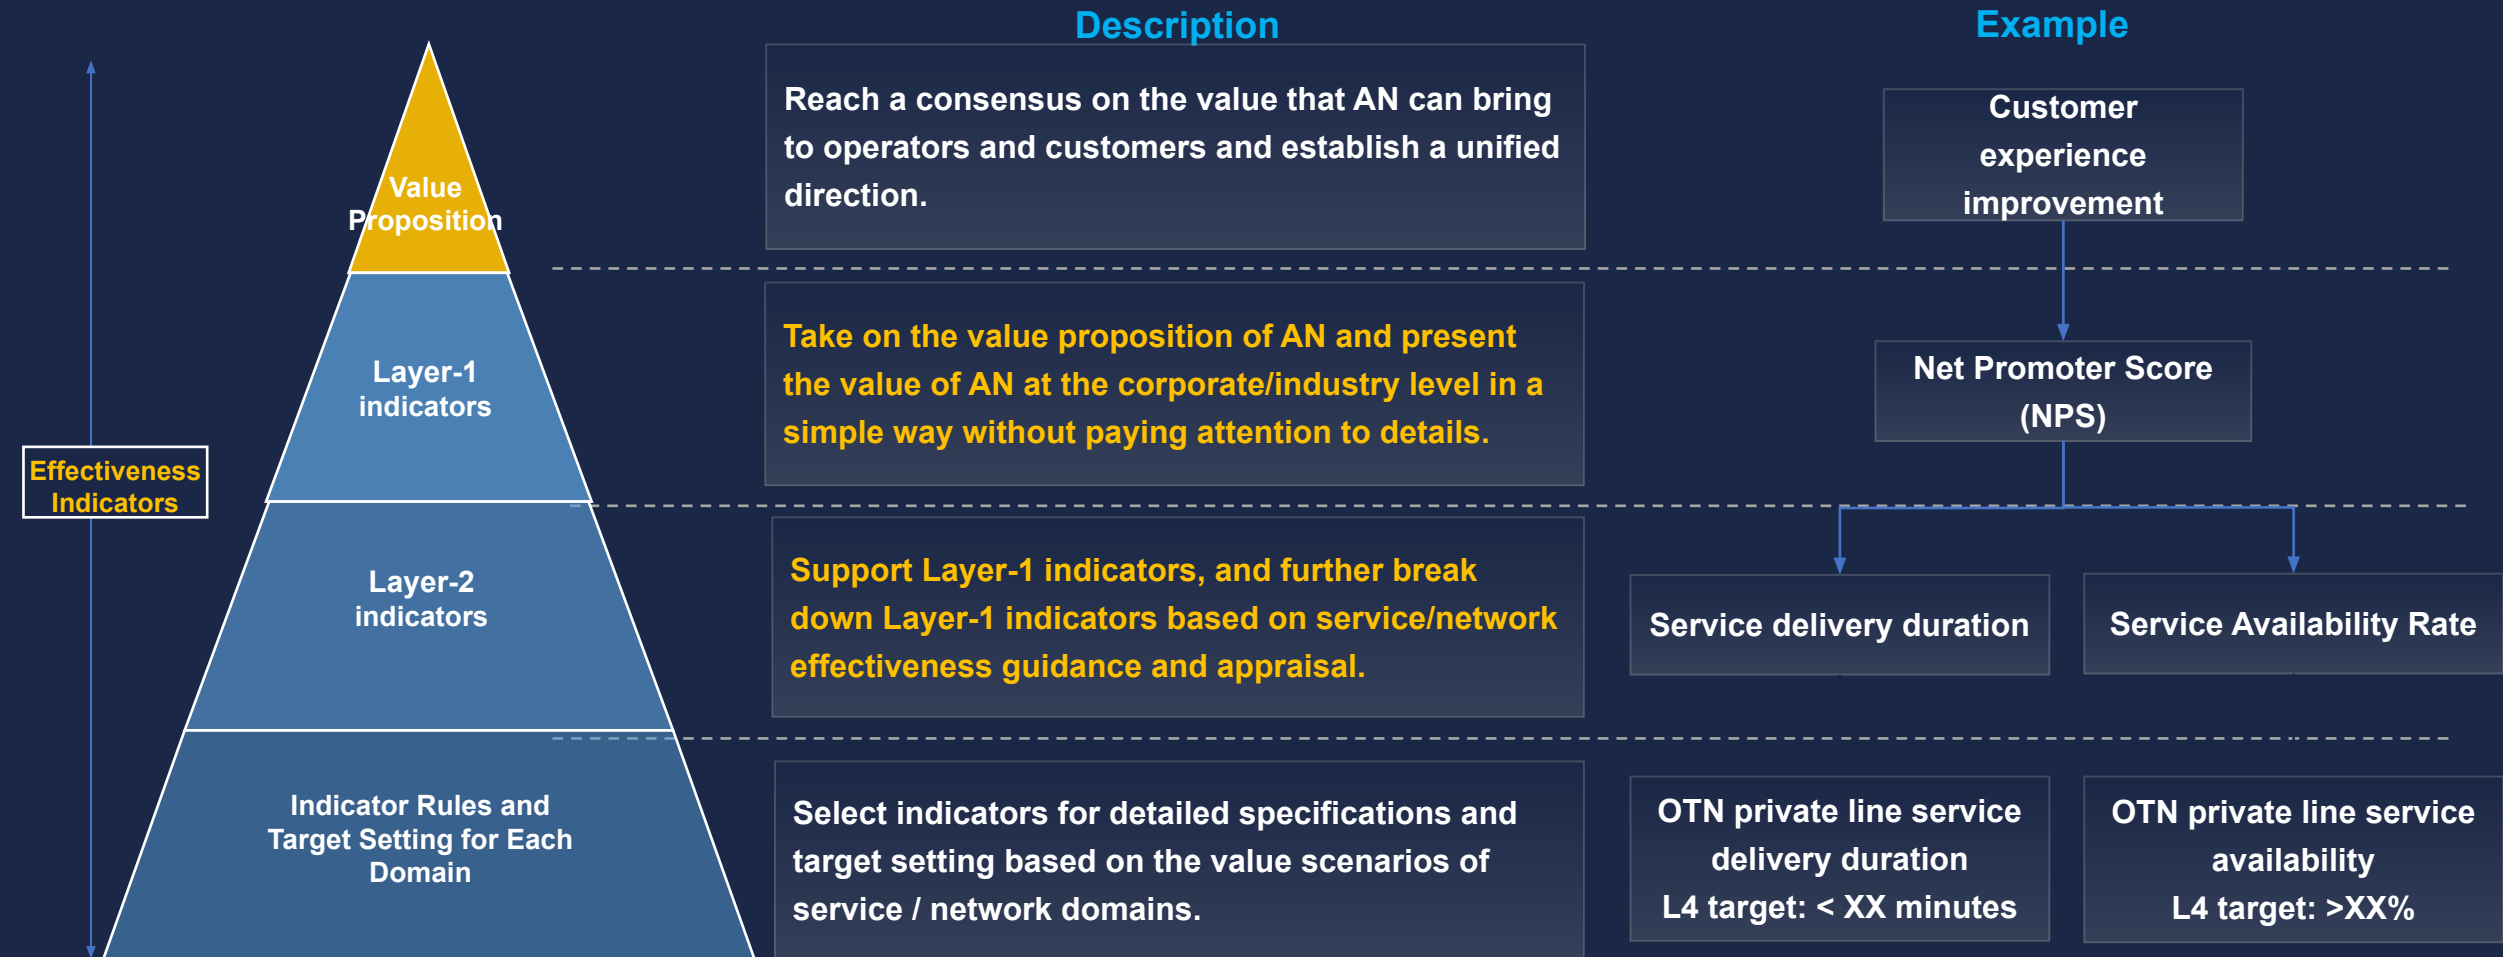 Description
Example
Value
Proposition
Reach a consensus on the value that AN can bring
to operators and customers and establish a unified
direction.
Customer
experience
improvement
Layer-1
indicators
Take on the value proposition of AN and present
the value of AN at the corporate/industry level in a
simple way without paying attention to details.
Net Promoter Score
(NPS)
Effectiveness
Indicators
Layer-2
indicators
Support Layer-1 indicators, and further break
down Layer-1 indicators based on service/network
effectiveness guidance and appraisal.
Service delivery duration
Service Availability Rate
Indicator Rules and
Target Setting for Each
Domain
Select indicators for detailed specifications and
target setting based on the value scenarios of
service / network domains.
OTN private line service
delivery duration
L4 target: < XX minutes
OTN private line service
availability
L4 target: >XX%